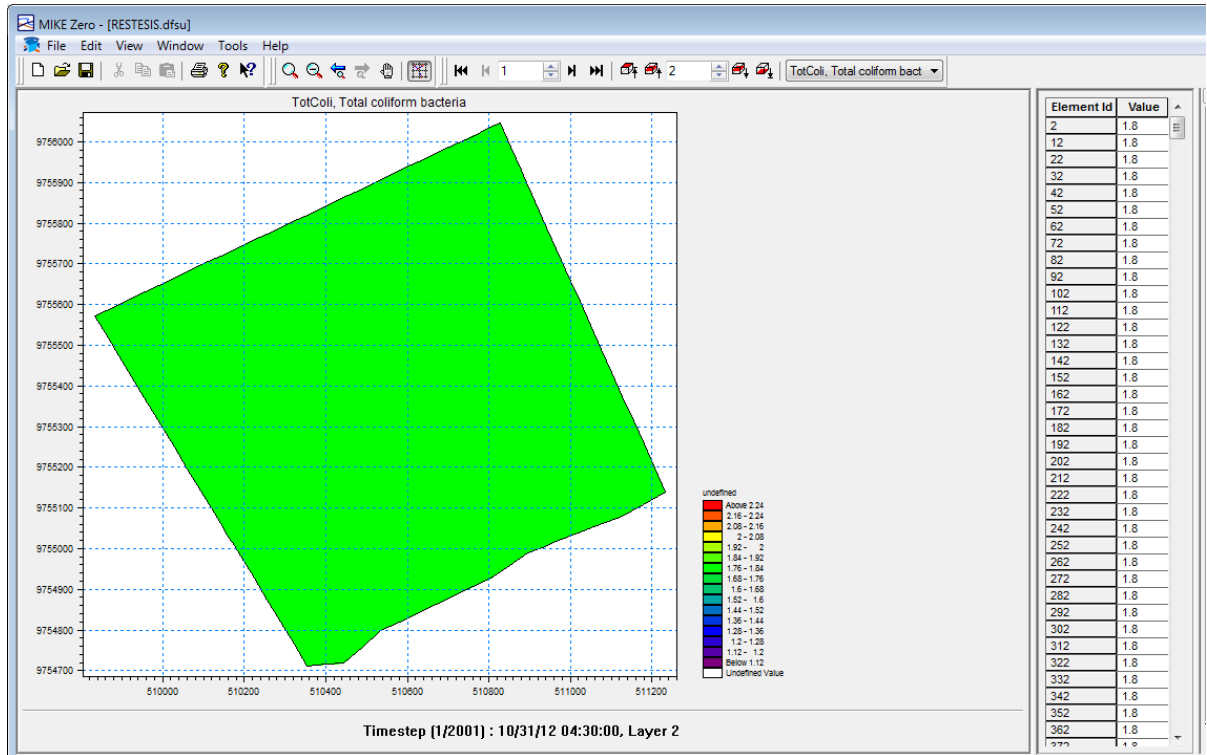 MIKE Zero - [RESTESIS.dfsu]
File Edit View Window Tools Help
1 2 TotColi, Total coliform bact
TotColi, Total coliform bacteria
9756000
9755900
9755800
9755700
9755600
9755500
9755400
9755300
9755200
9755100
9755000
9754900
9754800
9754700
510000 510200 510400 510600 510800 511000 511200
undefined
Above 2.24
2.16 - 2.24
2.08 - 2.16
2 - 2.08
1.92 - 2
1.84 - 1.92
1.76 - 1.84
1.68 - 1.76
1.6 - 1.68
1.52 - 1.6
1.44 - 1.52
1.36 - 1.44
1.28 - 1.36
1.2 - 1.28
1.12 - 1.2
Below 1.12
Undefined Value
Timestep (1/2001) : 10/31/12 04:30:00, Layer 2
Element Id Value
2 1.8
12 1.8
22 1.8
32 1.8
42 1.8
52 1.8
62 1.8
72 1.8
82 1.8
92 1.8
102 1.8
112 1.8
122 1.8
132 1.8
142 1.8
152 1.8
162 1.8
172 1.8
182 1.8
192 1.8
202 1.8
212 1.8
222 1.8
232 1.8
242 1.8
252 1.8
262 1.8
272 1.8
282 1.8
292 1.8
302 1.8
312 1.8
322 1.8
332 1.8
342 1.8
352 1.8
362 1.8
372 1.8